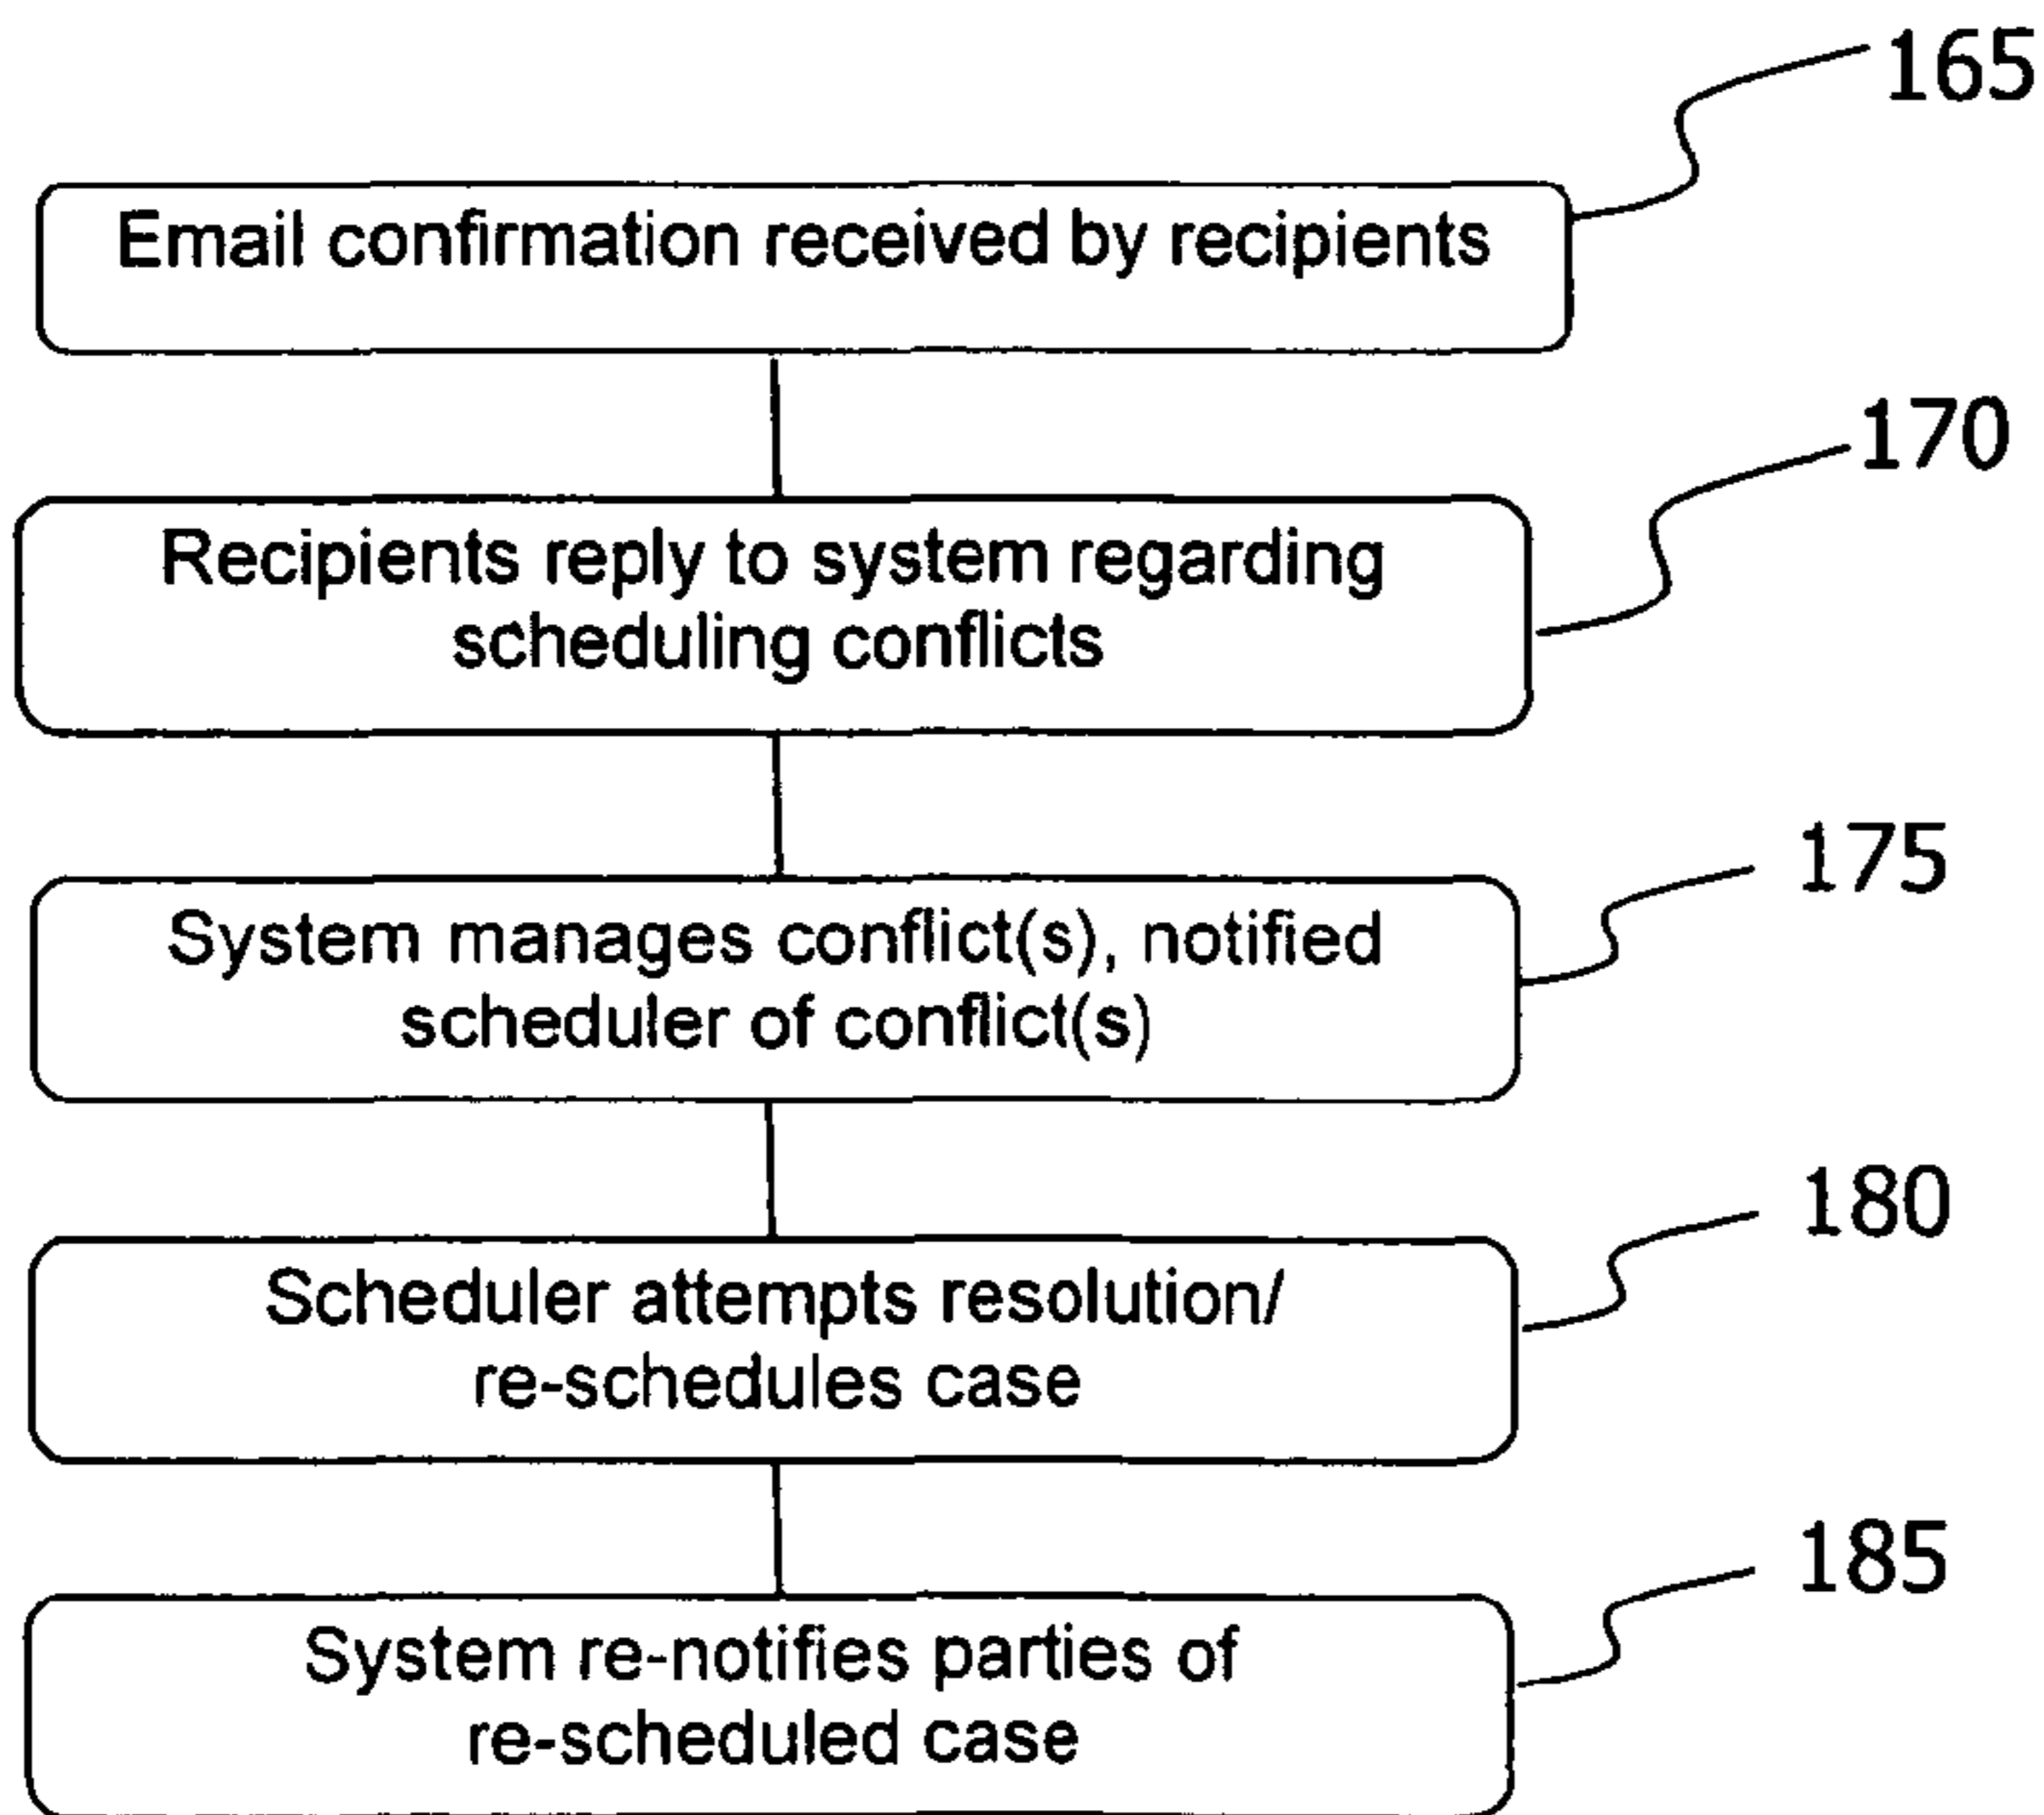 165
Email confirmation received by recipients
170
Recipients reply to system regarding
scheduling conflicts
175
System manages conflict(s), notified
scheduler of conflict(s)
180
Scheduler attempts resolution/
re-schedules case
185
System re-notifies parties of
re-scheduled case